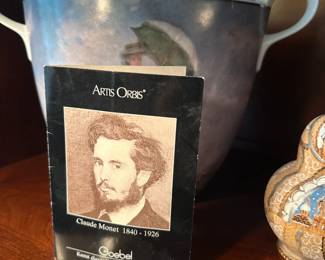 ARTIS ORBIS®
Claude Monet 1840 - 1926
Goebel